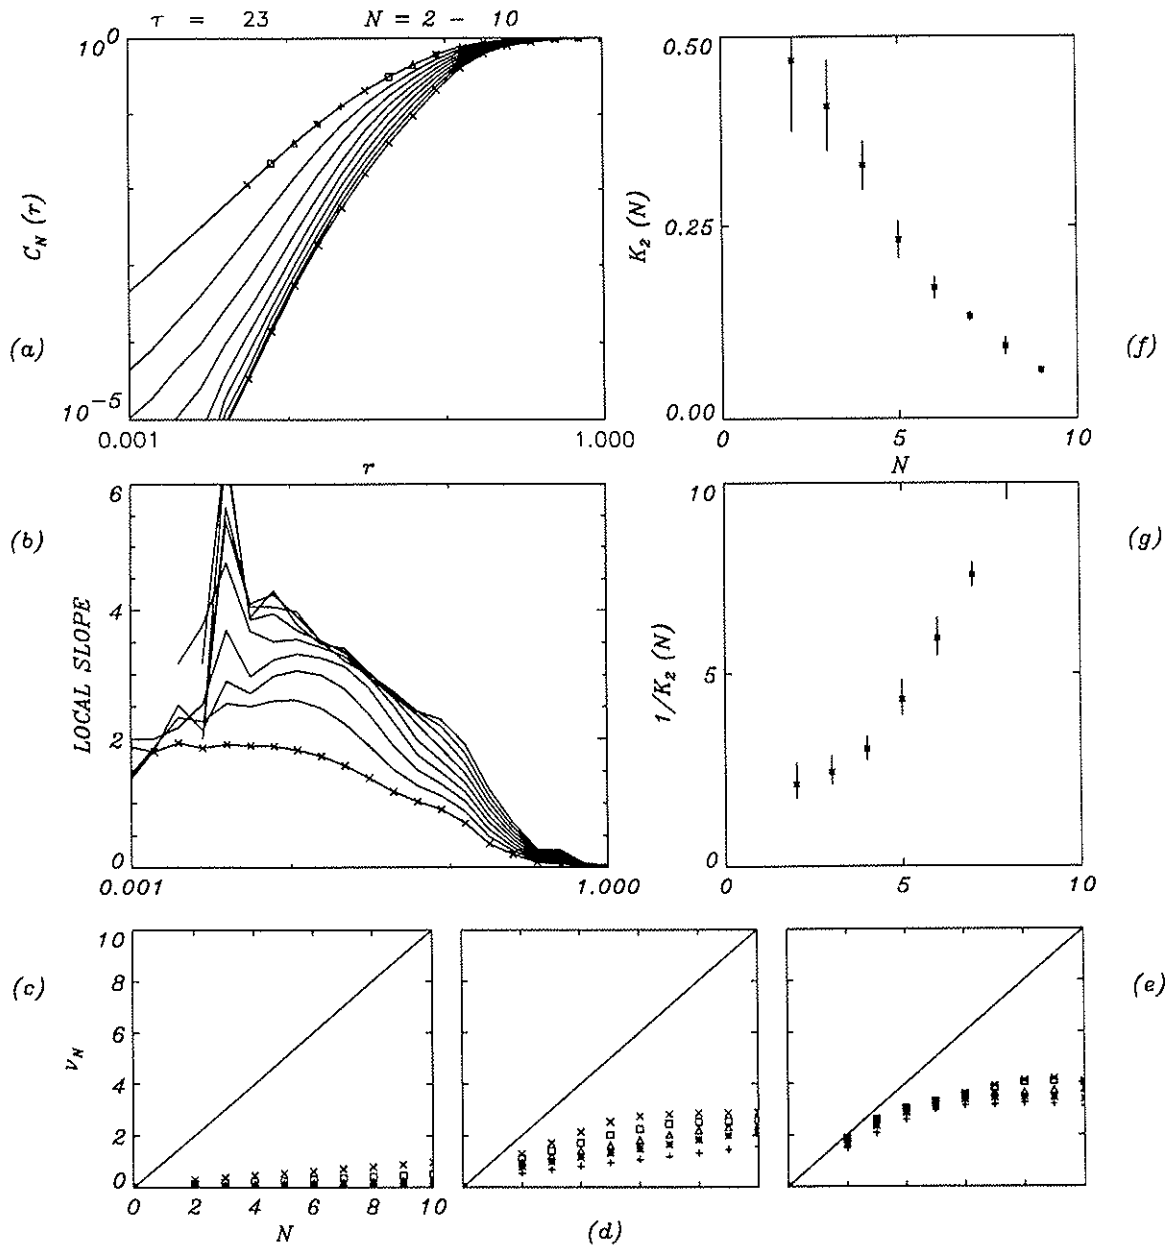 τ = 23 N = 2 - 10
10^0
C_N (r)
(a)
10^-5
0.001 1.000
r
0.50
K_2 (N)
0.25
(f)
0.00
0 5 10
N
6
(b)
LOCAL SLOPE
4
2
0
0.001 1.000
10
(g)
1/K_2 (N)
5
0
0 5 10
10
(c)
8
6
ν_N
4
2
0
0 2 4 6 8 10
N
(d)
(e)